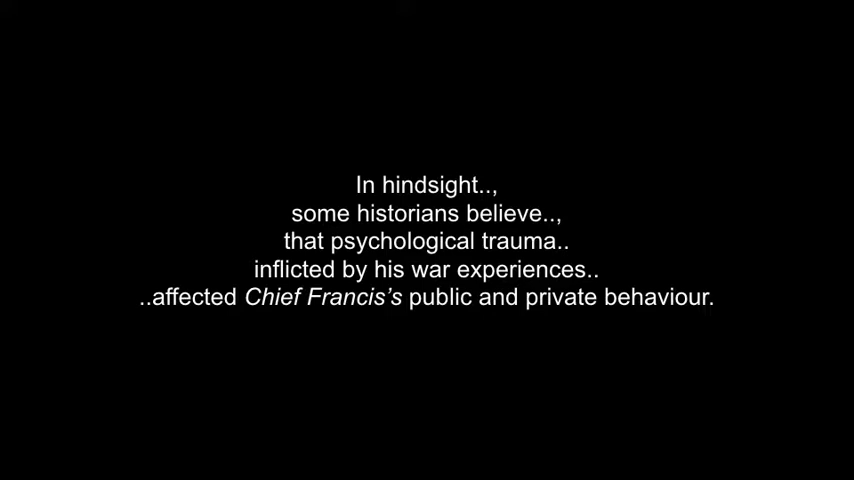 In hindsight..,
some historians believe..,
that psychological trauma..
inflicted by his war experiences..
..affected Chief Francis’s public and private behaviour.